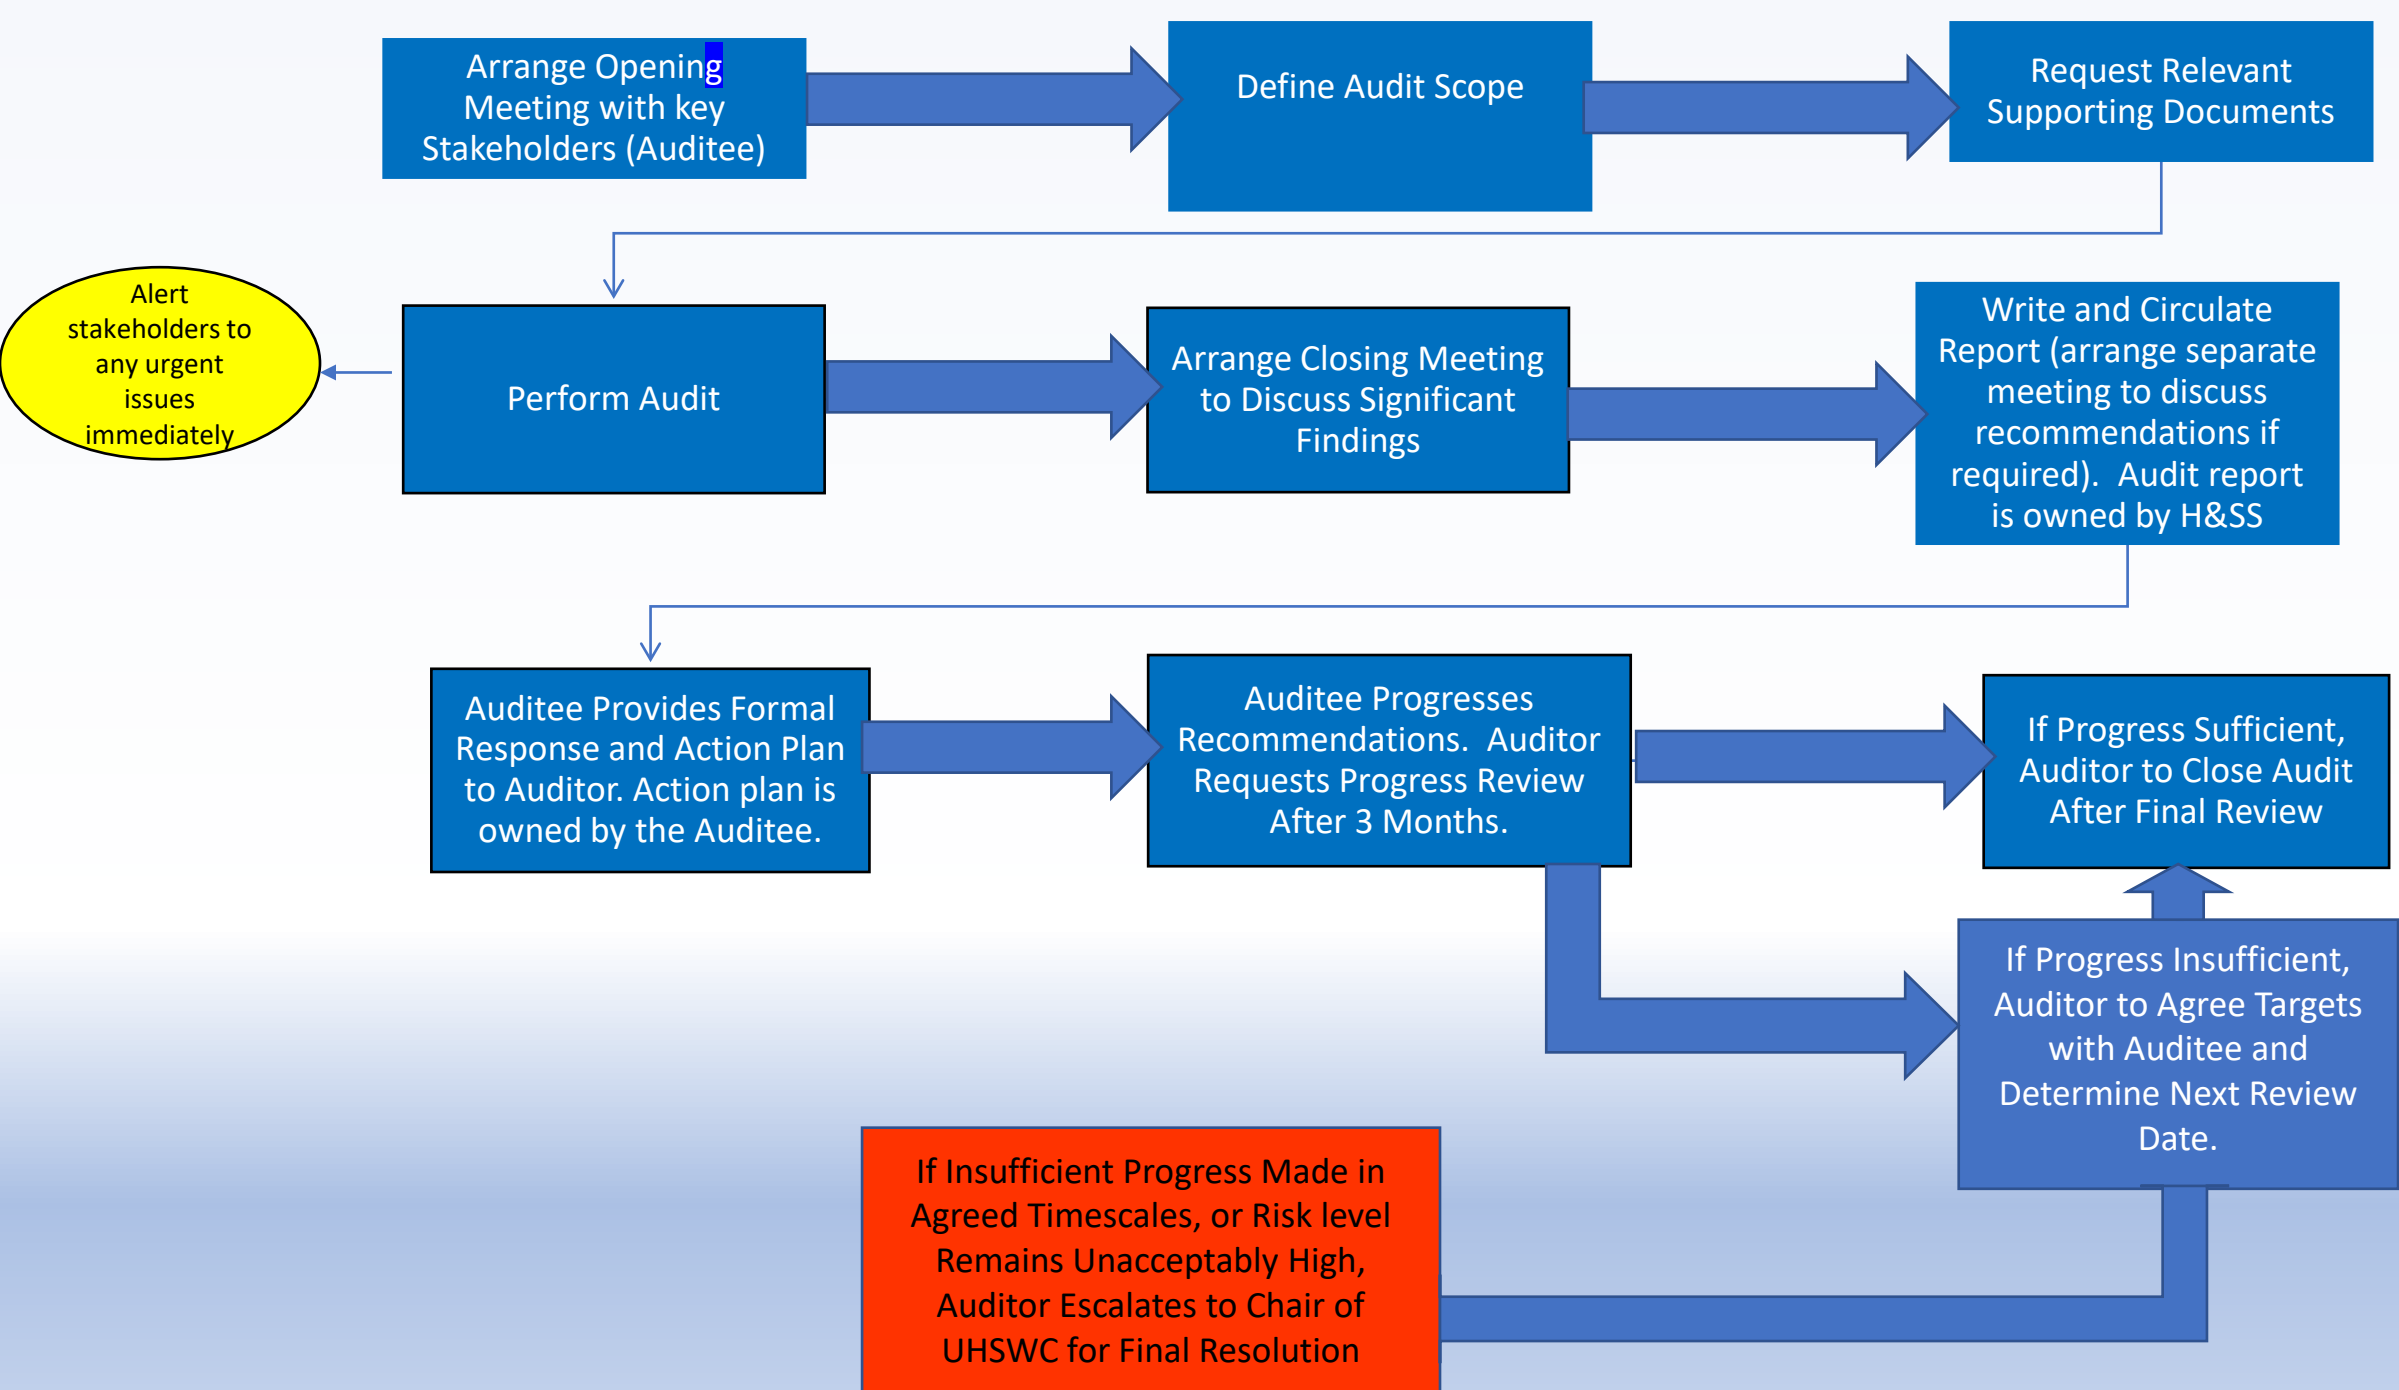 Arrange Opening
Meeting with key
Stakeholders (Auditee)
Define Audit Scope
Request Relevant
Supporting Documents
Alert
stakeholders to
any urgent
issues
immediately
Perform Audit
Arrange Closing Meeting
to Discuss Significant
Findings
Write and Circulate
Report (arrange separate
meeting to discuss
recommendations if
required).  Audit report
is owned by H&SS
Auditee Provides Formal
Response and Action Plan
to Auditor. Action plan is
owned by the Auditee.
Auditee Progresses
Recommendations.  Auditor
Requests Progress Review
After 3 Months.
If Progress Sufficient,
Auditor to Close Audit
After Final Review
If Progress Insufficient,
Auditor to Agree Targets
with Auditee and
Determine Next Review
Date.
If Insufficient Progress Made in
Agreed Timescales, or Risk level
Remains Unacceptably High,
Auditor Escalates to Chair of
UHSWC for Final Resolution